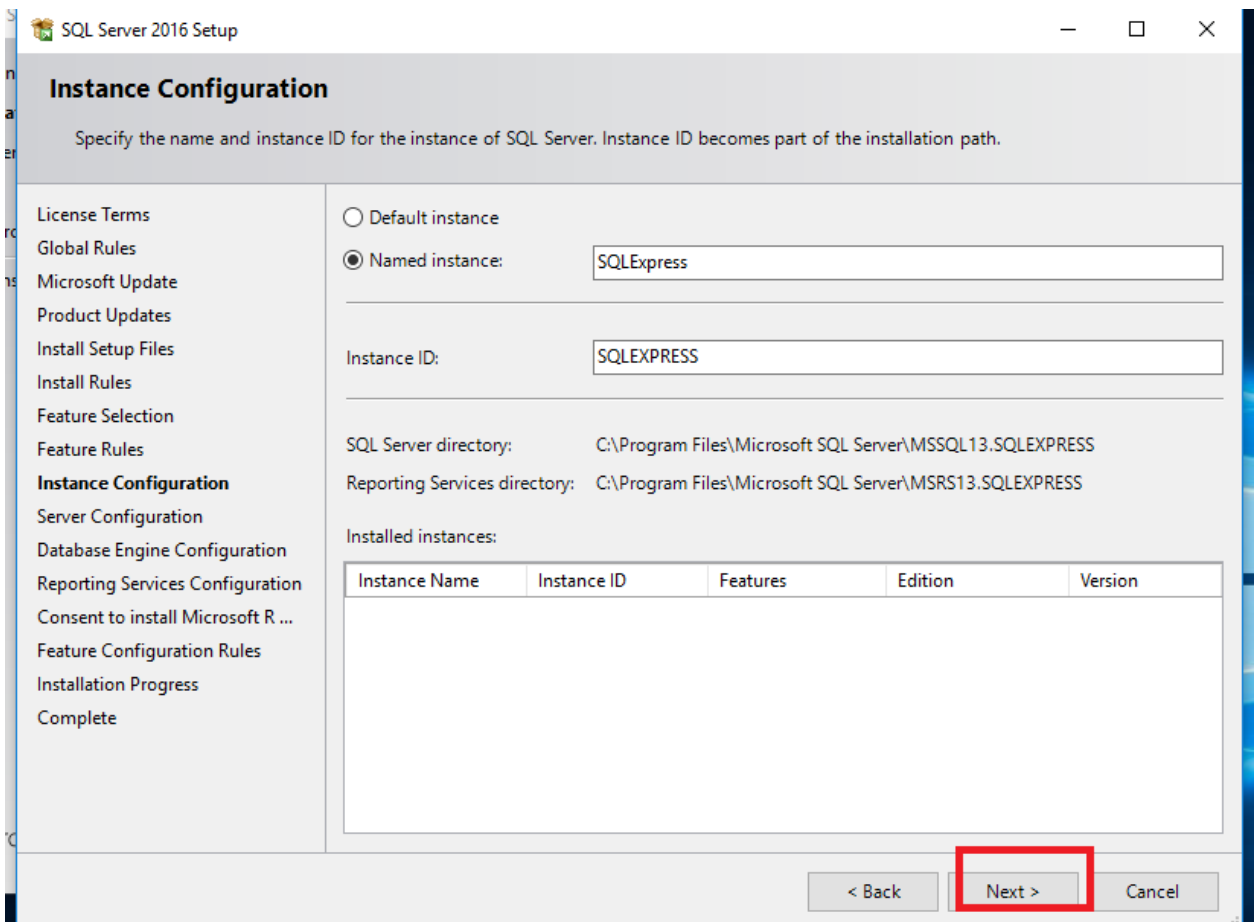 SQL Server 2016 Setup
Instance Configuration
Specify the name and instance ID for the instance of SQL Server. Instance ID becomes part of the installation path.
License Terms
Global Rules
Microsoft Update
Product Updates
Install Setup Files
Install Rules
Feature Selection
Feature Rules
Instance Configuration
Server Configuration
Database Engine Configuration
Reporting Services Configuration
Consent to install Microsoft R ...
Feature Configuration Rules
Installation Progress
Complete
Default instance
Named instance: SQLExpress
Instance ID: SQLEXPRESS
SQL Server directory: C:\Program Files\Microsoft SQL Server\MSSQL13.SQLEXPRESS
Reporting Services directory: C:\Program Files\Microsoft SQL Server\MSRS13.SQLEXPRESS
Installed instances:
Instance Name Instance ID Features Edition Version
< Back Next > Cancel